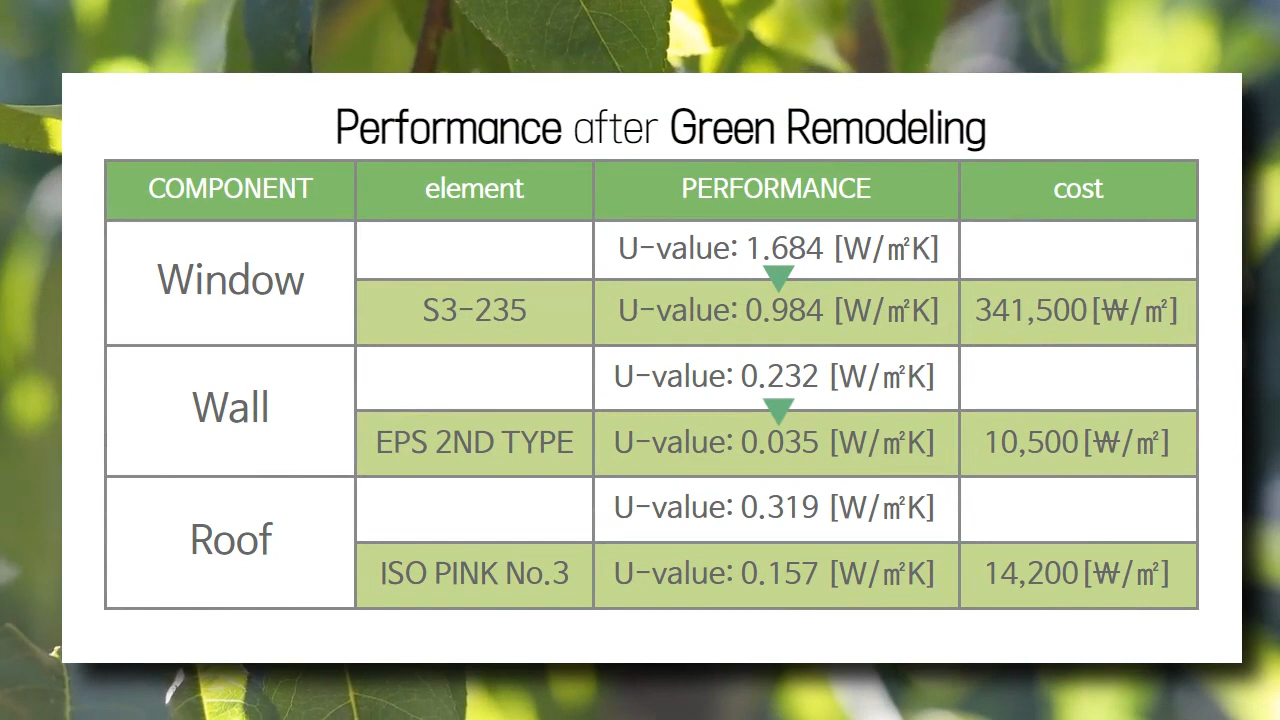 Performance after Green Remodeling
COMPONENT element PERFORMANCE cost
Window
U-value: 1.684 [W/㎡K]
S3-235 U-value: 0.984 [W/㎡K] 341,500[₩/㎡]
Wall
U-value: 0.232 [W/㎡K]
EPS 2ND TYPE U-value: 0.035 [W/㎡K] 10,500[₩/㎡]
Roof
U-value: 0.319 [W/㎡K]
ISO PINK No.3 U-value: 0.157 [W/㎡K] 14,200[₩/㎡]